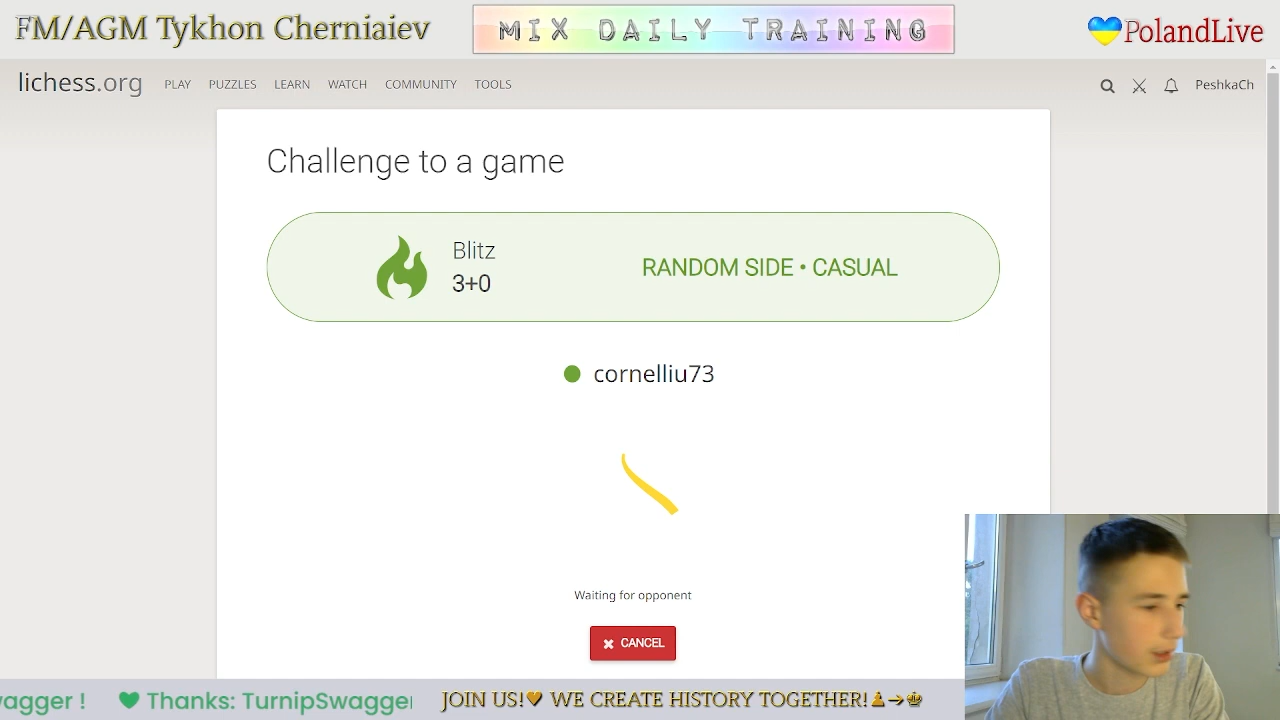 FM/AGM Tykhon Cherniaiev
MIX DAILY TRAINING
PolandLive
lichess.org
PLAY
PUZZLES
LEARN
WATCH
COMMUNITY
TOOLS
PeshkaCh
Challenge to a game
Blitz
3+0
RANDOM SIDE • CASUAL
cornelliu73
Waiting for opponent
CANCEL
wagger ! Thanks: TurnipSwagge
JOIN US! WE CREATE HISTORY TOGETHER!